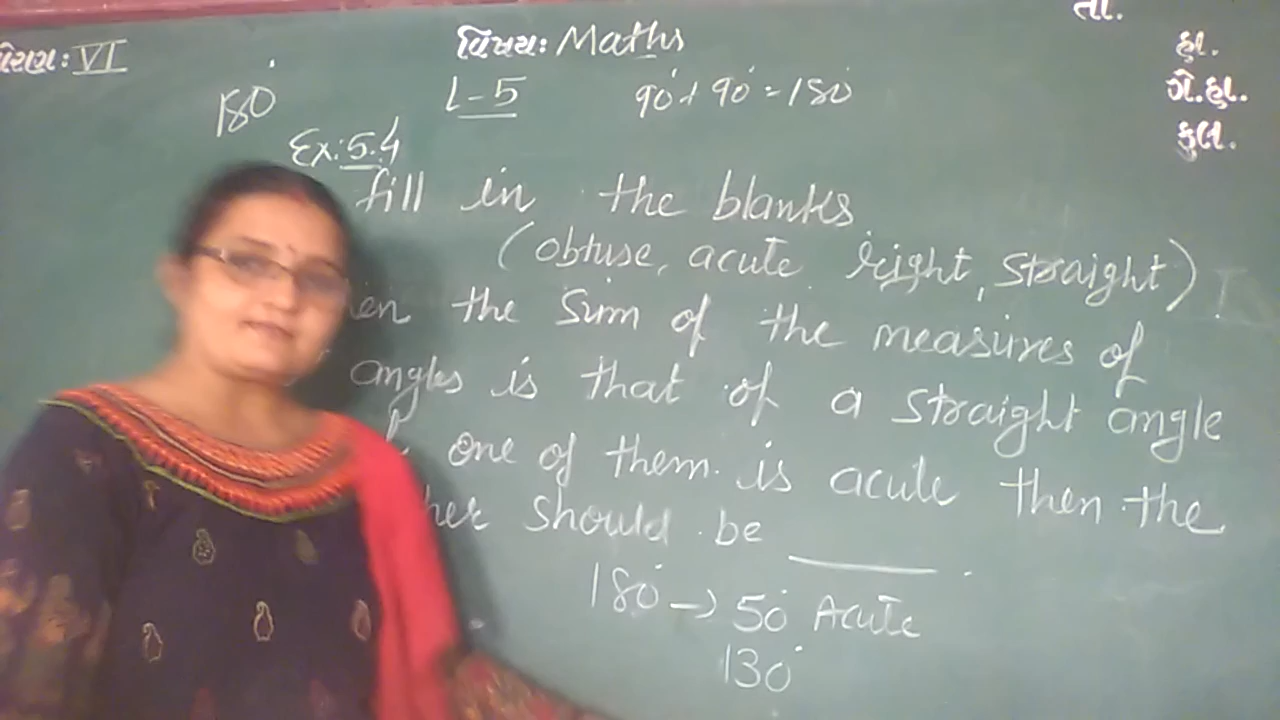 તા.
ધોરણ: VI
વિષય: Maths
હા.
180° L-5 90°+90°=180°
ગે.હા.
Ex:5.4
કુલ.
fill in the blanks
(obtuse, acute right, straight)
the sum of the measures of
angles is that of a straight angle
one of them is acute then the
should be ______.
180° → 50° Acute
130°